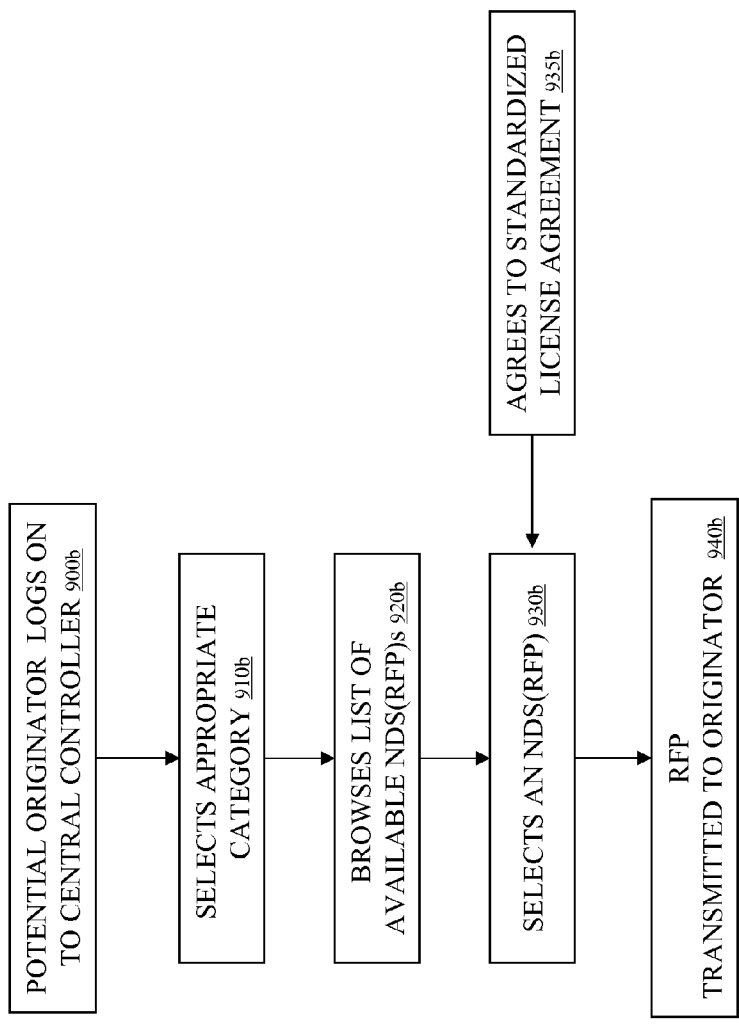 POTENTIAL ORIGINATOR LOGS ON
TO CENTRAL CONTROLLER 900b
SELECTS APPROPRIATE
CATEGORY 910b
BROWSES LIST OF
AVAILABLE NDS(RFP)s 920b
SELECTS AN NDS(RFP) 930b
AGREES TO STANDARDIZED
LICENSE AGREEMENT 935b
RFP
TRANSMITTED TO ORIGINATOR 940b